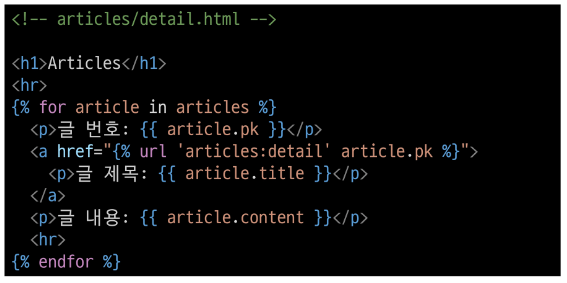 <!-- articles/detail.html -->
<h1>Articles</h1>
<hr>
{% for article in articles %}
<p>글 번호: {{ article.pk }}</p>
<a href="{% url 'articles:detail' article.pk %}">
<p>글 제목: {{ article.title }}</p>
</a>
<p>글 내용: {{ article.content }}</p>
<hr>
{% endfor %}